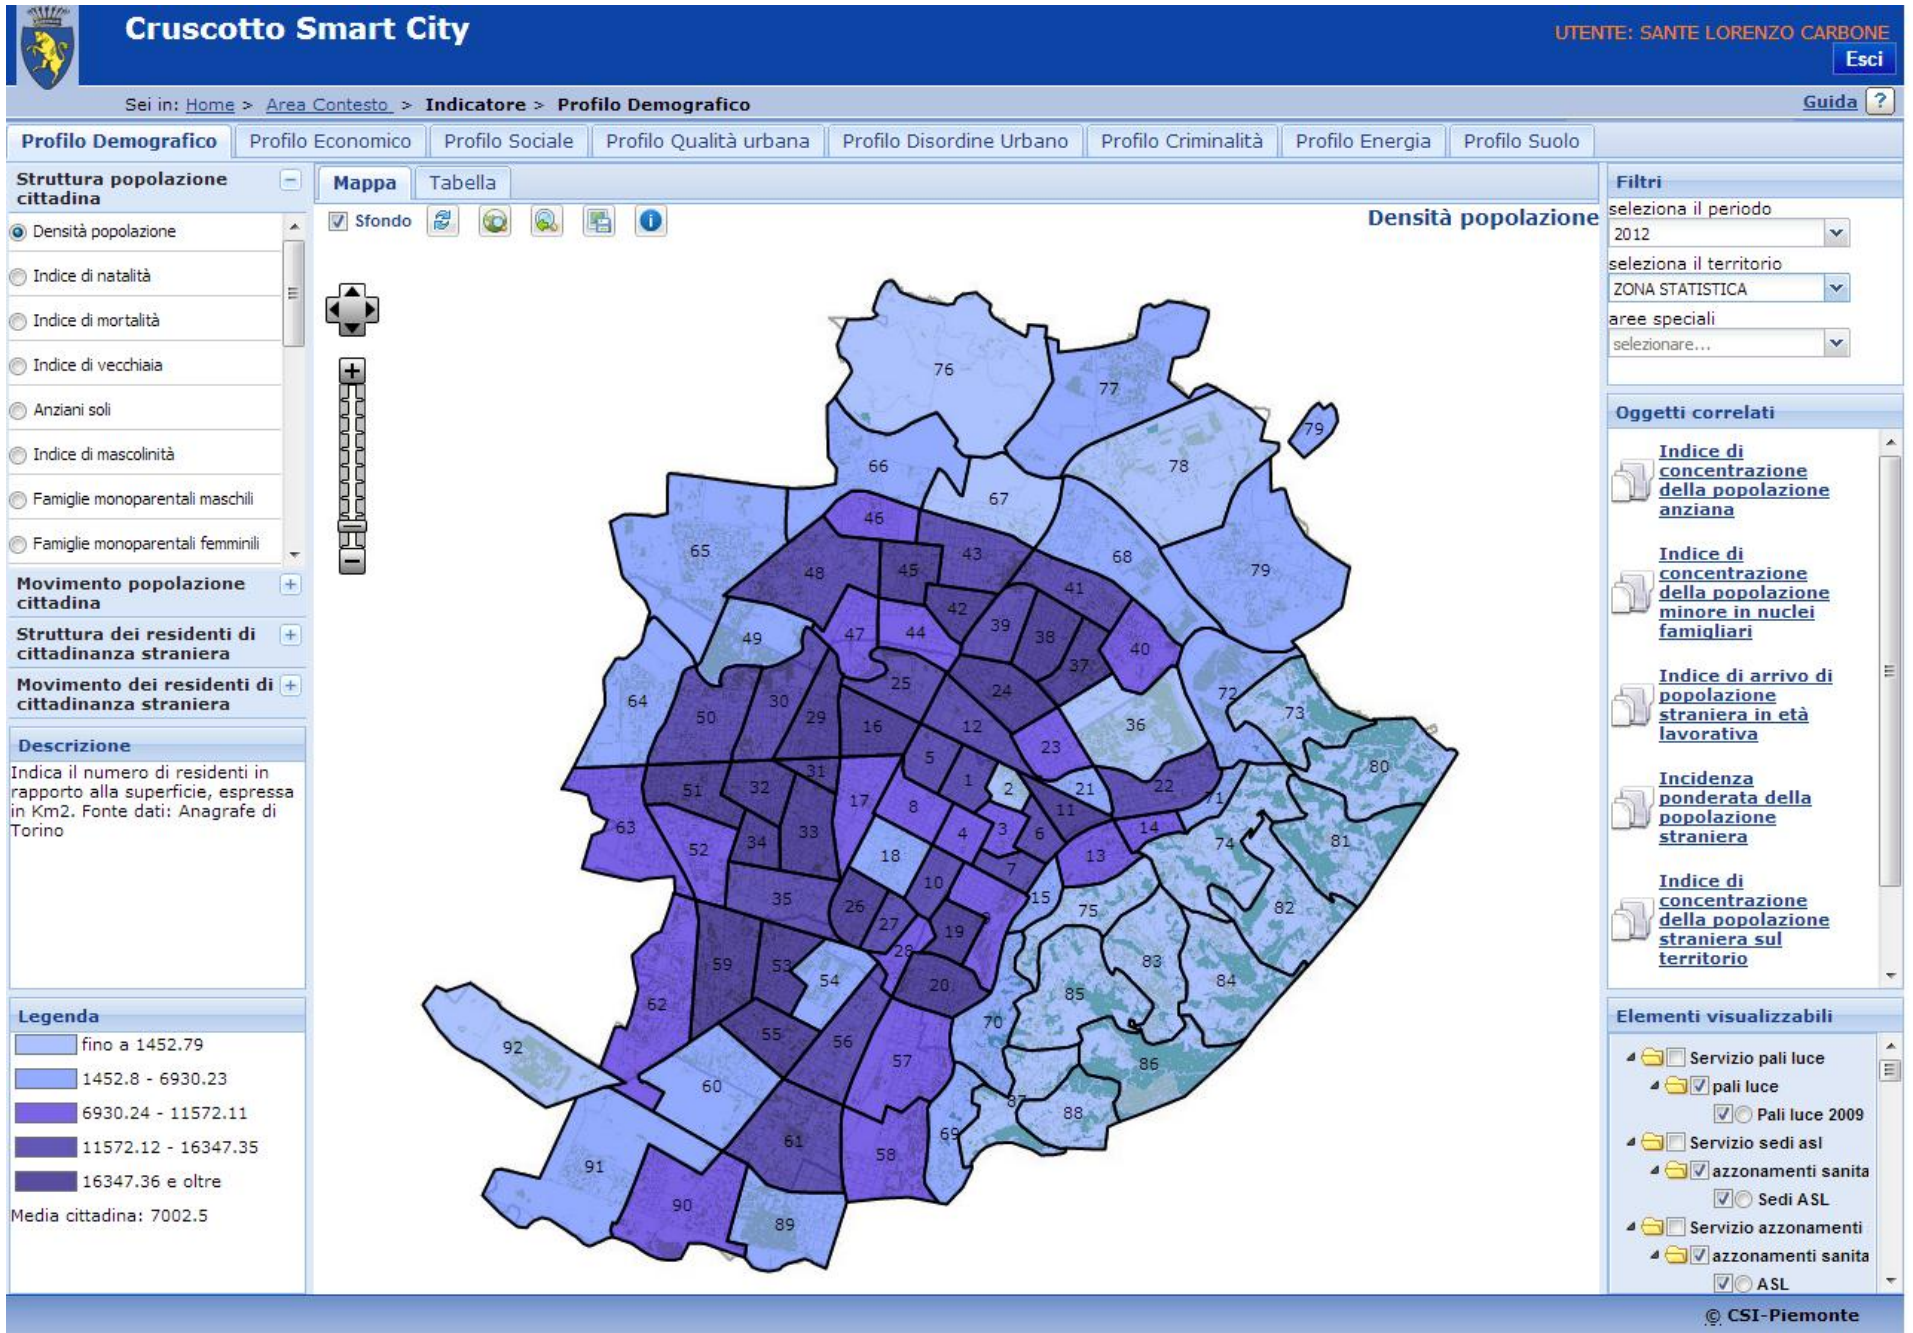 Cruscotto Smart City
UTENTE: SANTE LORENZO CARBONE
Esci
Sei in: Home > Area Contesto > Indicatore > Profilo Demografico
Guida ?
Profilo Demografico Profilo Economico Profilo Sociale Profilo Qualità urbana Profilo Disordine Urbano Profilo Criminalità Profilo Energia Profilo Suolo
Struttura popolazione
cittadina
Densità popolazione
Indice di natalità
Indice di mortalità
Indice di vecchiaia
Anziani soli
Indice di mascolinità
Famiglie monoparentali maschili
Famiglie monoparentali femminili
Movimento popolazione
cittadina
Struttura dei residenti di
cittadinanza straniera
Movimento dei residenti di
cittadinanza straniera
Descrizione
Indica il numero di residenti in
rapporto alla superficie, espressa
in Km2. Fonte dati: Anagrafe di
Torino
Legenda
fino a 1452.79
1452.8 - 6930.23
6930.24 - 11572.11
11572.12 - 16347.35
16347.36 e oltre
Media cittadina: 7002.5
Mappa Tabella
Sfondo
Densità popolazione
76
77
79
66
78
67
46
65
43
68
48
45
79
41
42
49
47
44
39
38
40
37
25
24
64
50
30
29
72
73
16
12
36
23
5
80
31
1
51
32
2
21
22
71
17
8
11
63
33
4
3
6
14
52
34
74
81
18
13
7
10
35
26
15
75
82
27
9
19
28
59
53
83
54
20
84
62
85
70
55
56
92
57
86
60
87
88
61
69
58
91
90
89
Filtri
seleziona il periodo
2012
seleziona il territorio
ZONA STATISTICA
aree speciali
selezionare...
Oggetti correlati
Indice di
concentrazione
della popolazione
anziana
Indice di
concentrazione
della popolazione
minore in nuclei
famigliari
Indice di arrivo di
popolazione
straniera in età
lavorativa
Incidenza
ponderata della
popolazione
straniera
Indice di
concentrazione
della popolazione
straniera sul
territorio
Elementi visualizzabili
Servizio pali luce
pali luce
Pali luce 2009
Servizio sedi asl
azzonamenti sanita
Sedi ASL
Servizio azzonamenti
azzonamenti sanita
ASL
© CSI-Piemonte